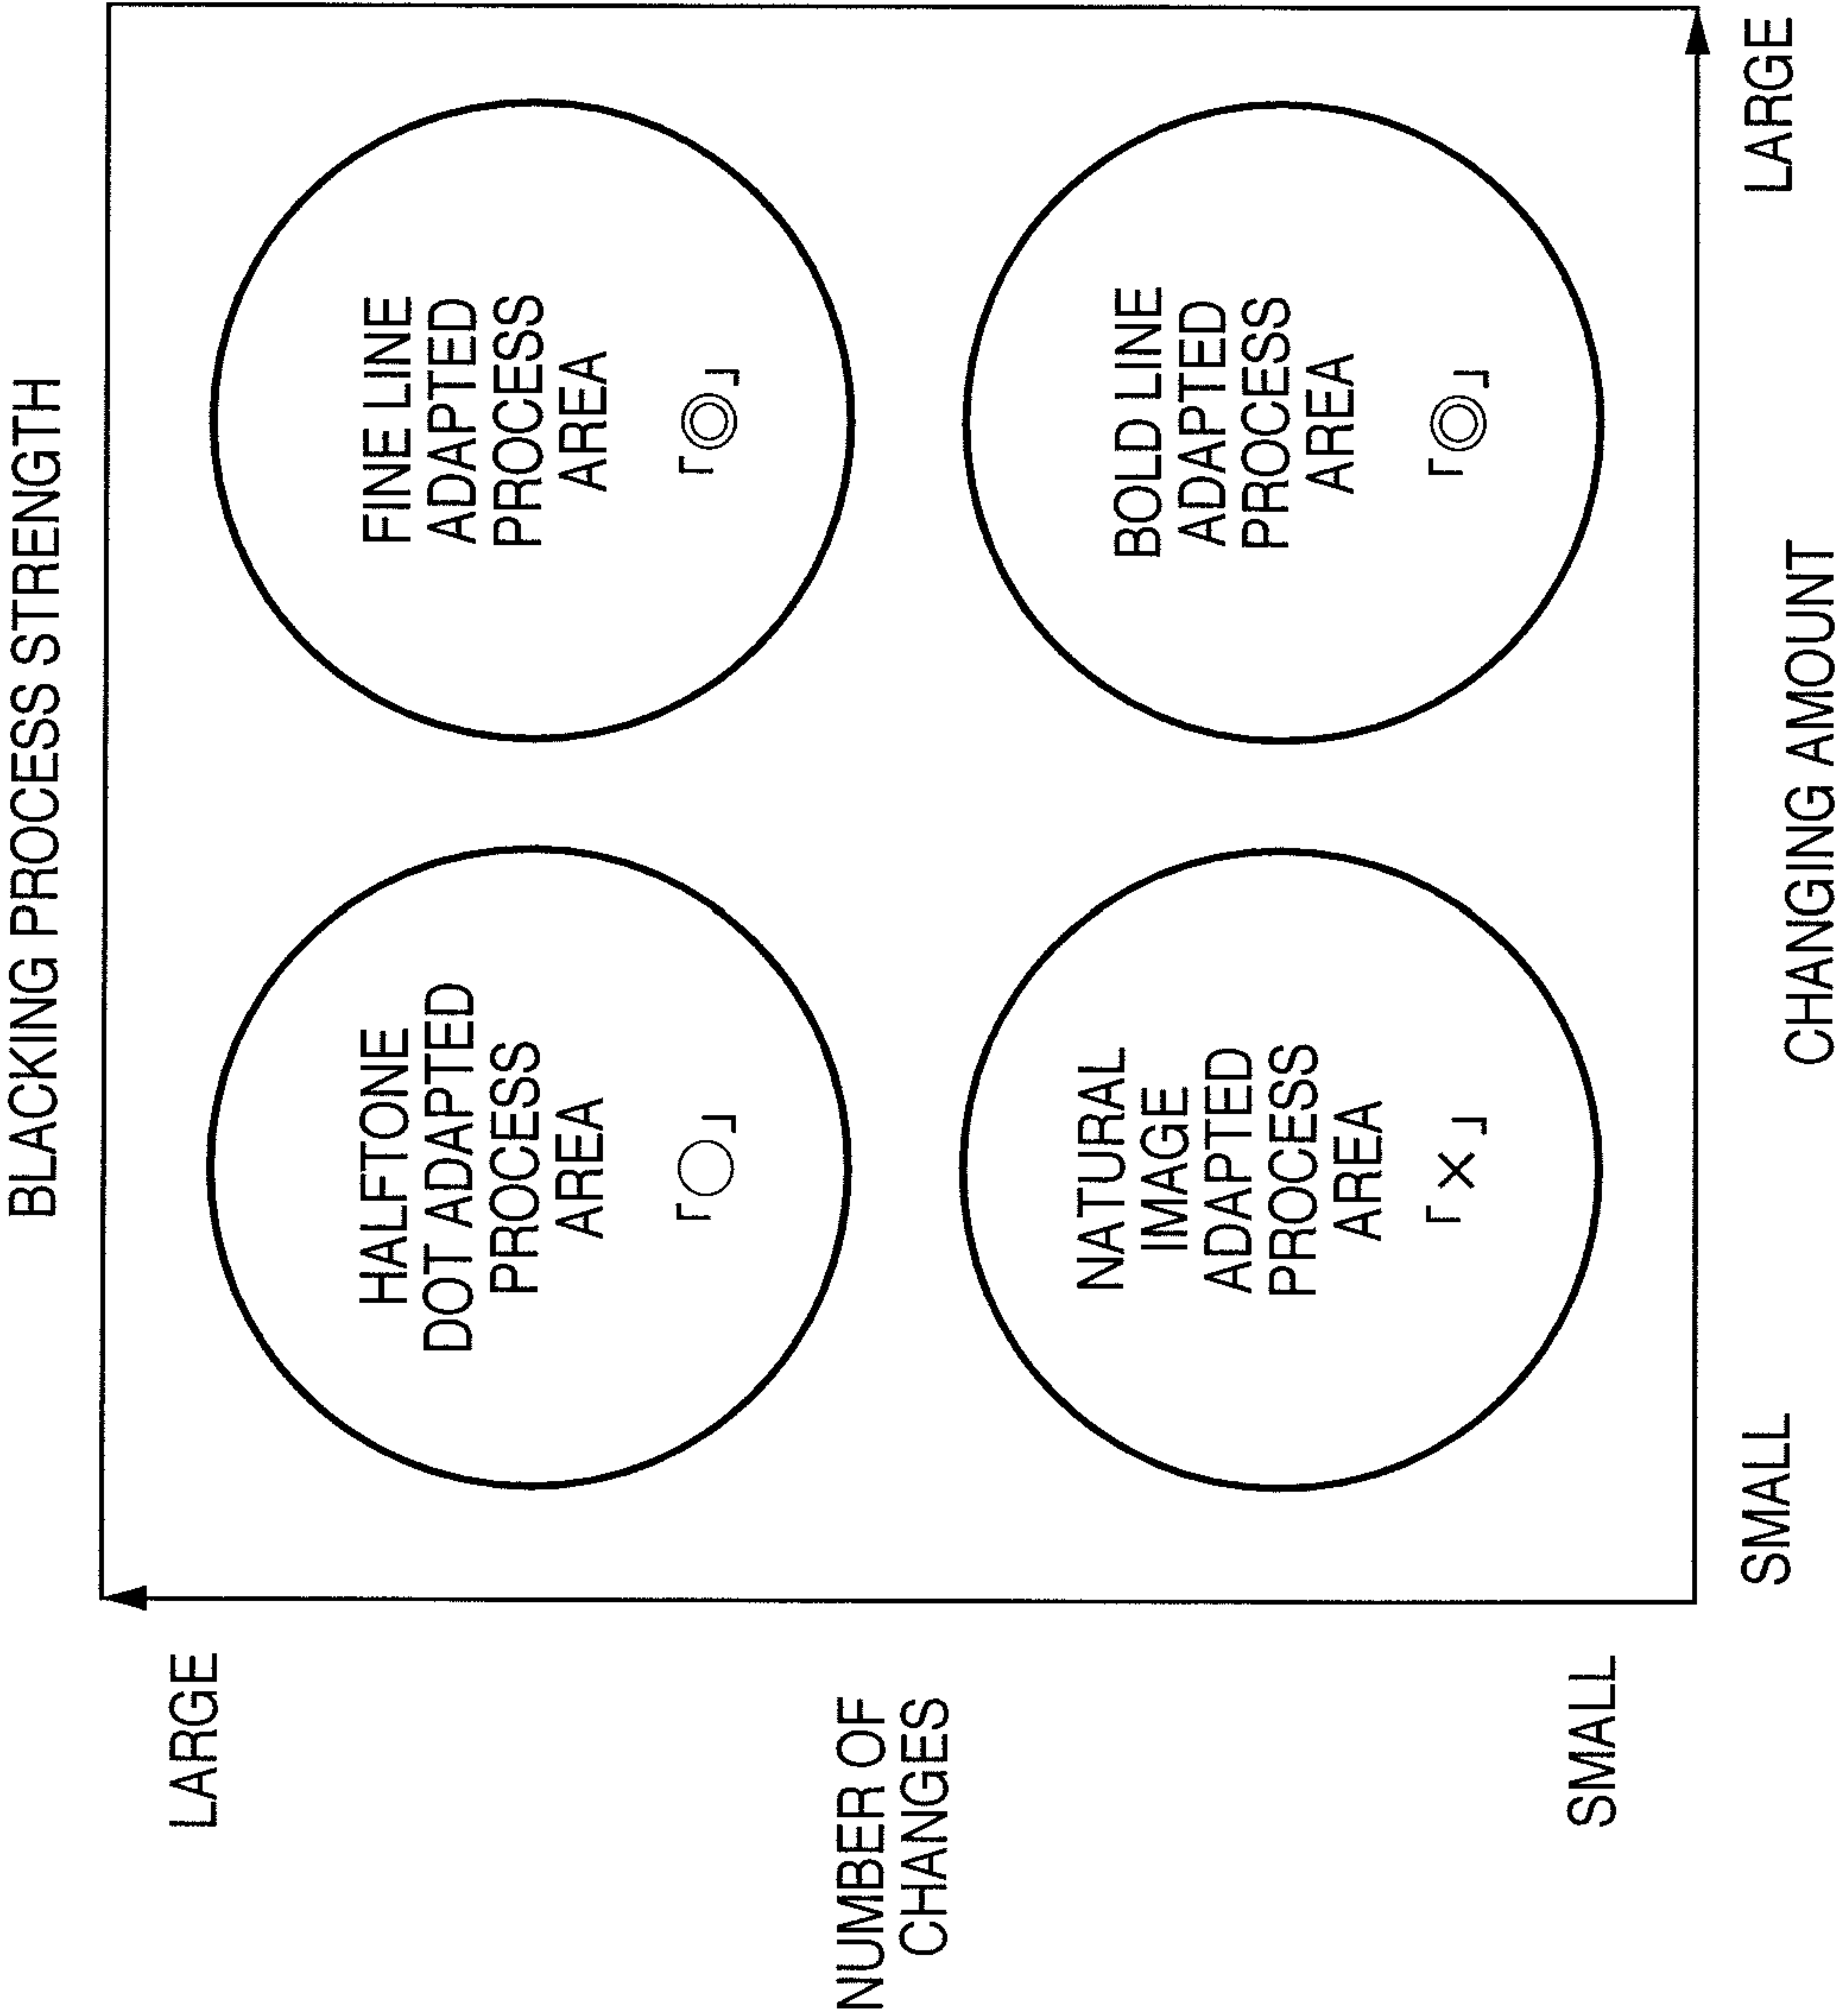 BLACKING PROCESS STRENGTH
LARGE
NUMBER OF
CHANGES
SMALL
HALFTONE
DOT ADAPTED
PROCESS
AREA
「○」
FINE LINE
ADAPTED
PROCESS
AREA
「◎」
NATURAL
IMAGE
ADAPTED
PROCESS
AREA
「×」
BOLD LINE
ADAPTED
PROCESS
AREA
「◎」
SMALL
CHANGING AMOUNT
LARGE